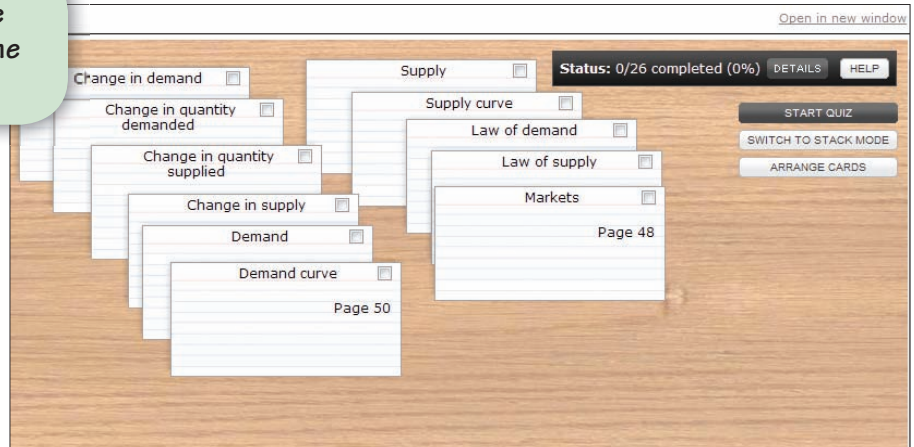 Open in new window
Status: 0/26 completed (0%) DETAILS HELP
START QUIZ
SWITCH TO STACK MODE
ARRANGE CARDS
Change in demand
Change in quantity
demanded
Change in quantity
supplied
Change in supply
Demand
Demand curve
Page 50
Supply
Supply curve
Law of demand
Law of supply
Markets
Page 48